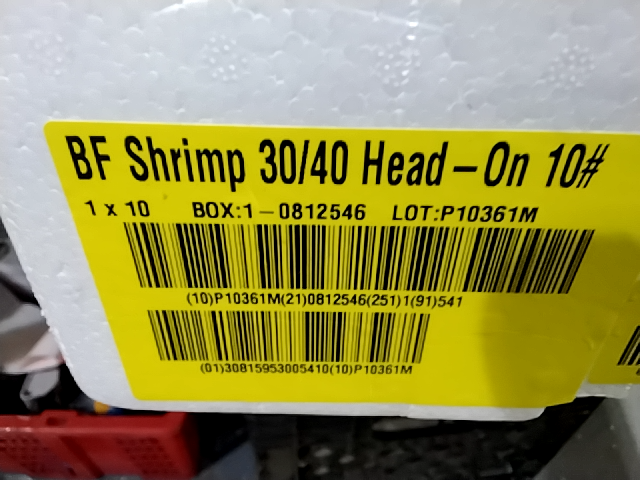 BF Shrimp 30/40 Head-On 10#
1 x 10 BOX:1-0812546 LOT:P10361M
(10)P10361M(21)0812546(251)1(91)541
(01)30815953005410(10)P10361M